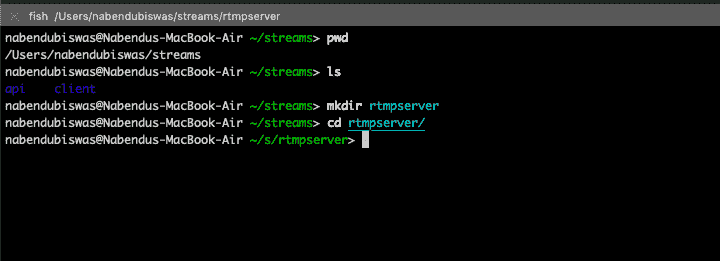 fish /Users/nabendubiswas/streams/rtmpserver
nabendubiswas@Nabendus-MacBook-Air ~/streams> pwd
/Users/nabendubiswas/streams
nabendubiswas@Nabendus-MacBook-Air ~/streams> ls
api client
nabendubiswas@Nabendus-MacBook-Air ~/streams> mkdir rtmpserver
nabendubiswas@Nabendus-MacBook-Air ~/streams> cd rtmpserver/
nabendubiswas@Nabendus-MacBook-Air ~/s/rtmpserver>